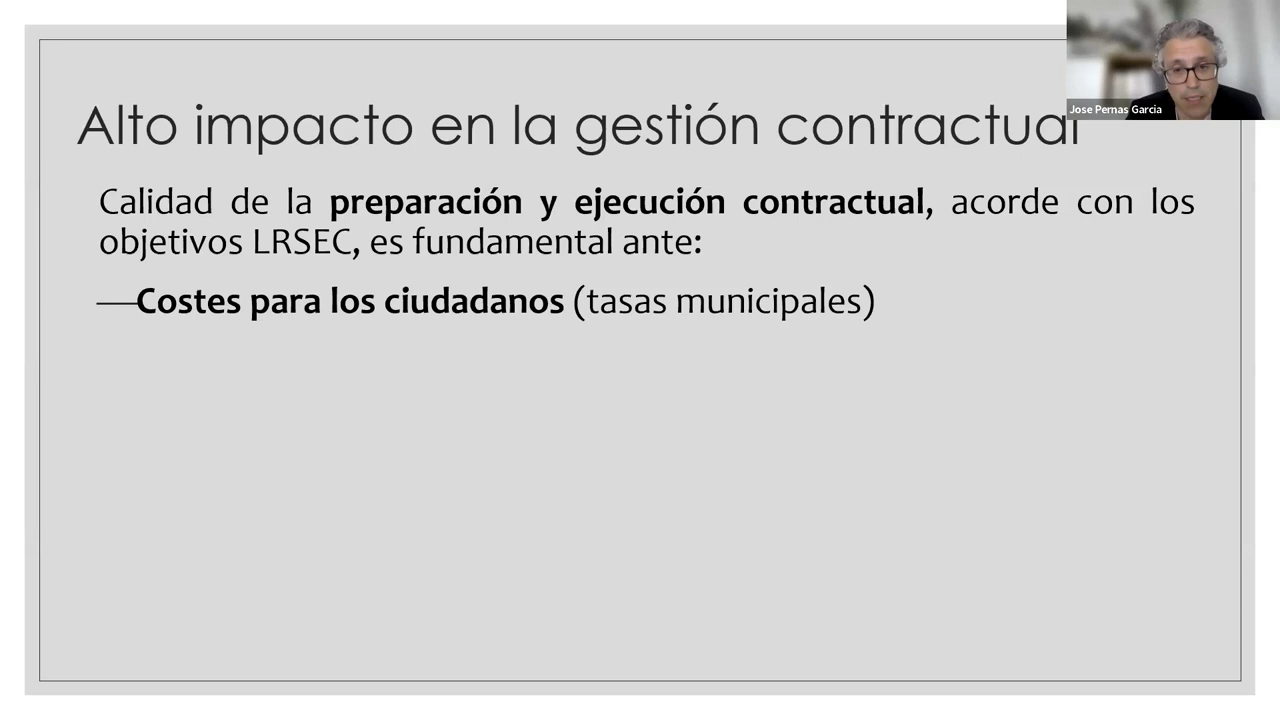 Alto impacto en la gestión contractual
Jose Pernas Garcia
Calidad de la preparación y ejecución contractual, acorde con los
objetivos LRSEC, es fundamental ante:
—Costes para los ciudadanos (tasas municipales)